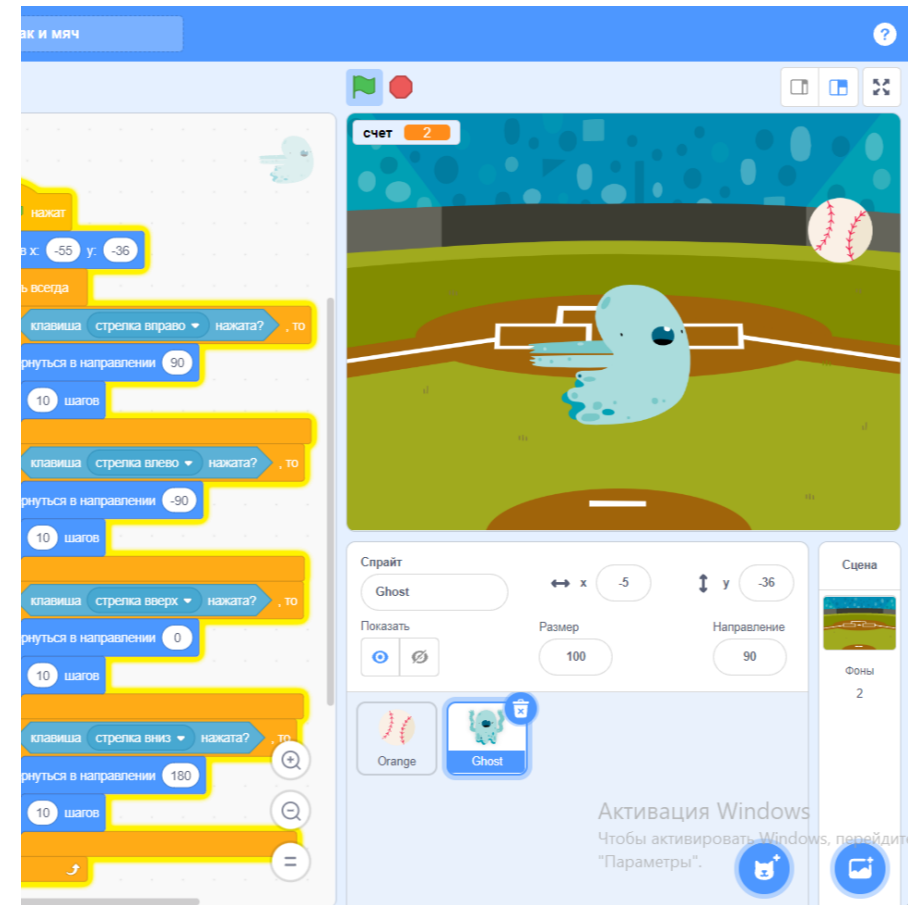 ак и мяч
?
счет 2
нажат
в x: -55 y: -36
ь всегда
клавиша стрелка вправо нажата? , то
рнуться в направлении 90
10 шагов
клавиша стрелка влево нажата? , то
рнуться в направлении -90
10 шагов
клавиша стрелка вверх нажата? , то
рнуться в направлении 0
10 шагов
клавиша стрелка вниз нажата? , то
рнуться в направлении 180
10 шагов
Спрайт
Ghost
x -5
y -36
Показать
Размер
100
Направление
90
Orange
Ghost
Сцена
Фоны
2
Активация Windows
Чтобы активировать Windows, перейдите
"Параметры".